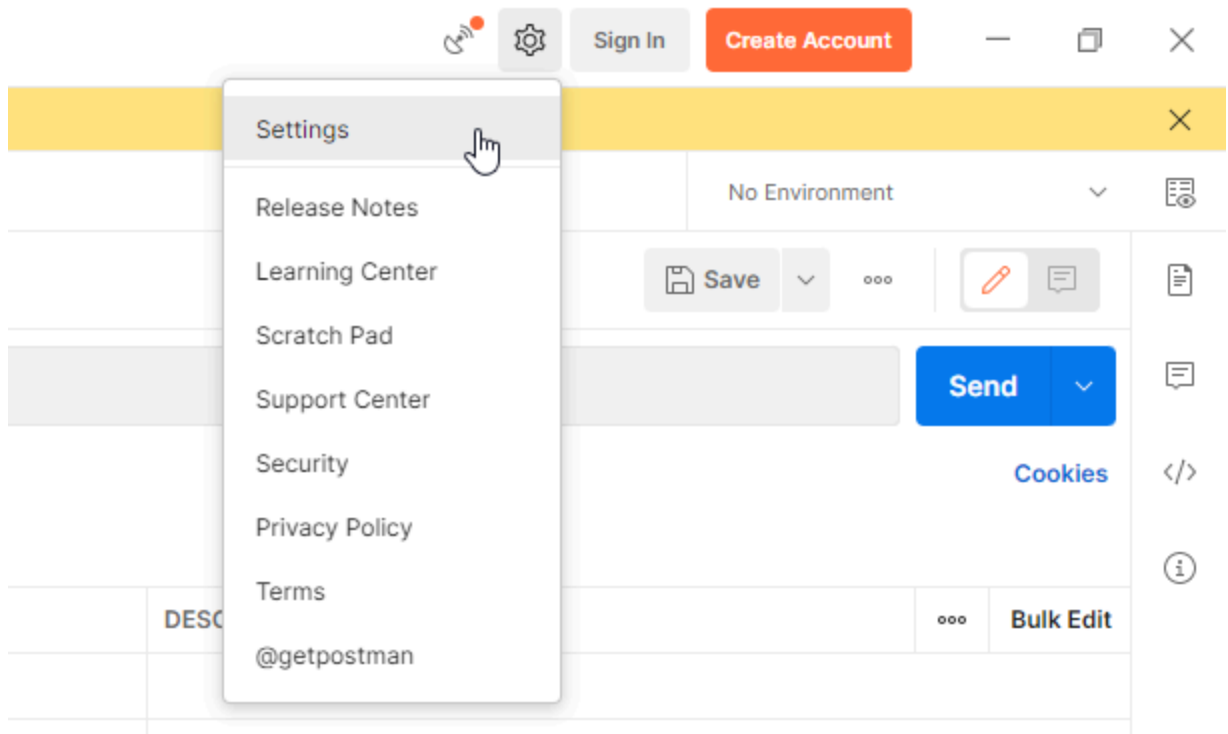 Sign In
Create Account
Settings
No Environment
Release Notes
Learning Center
Save
Scratch Pad
Send
Support Center
Security
Cookies
Privacy Policy
Terms
Bulk Edit
@getpostman